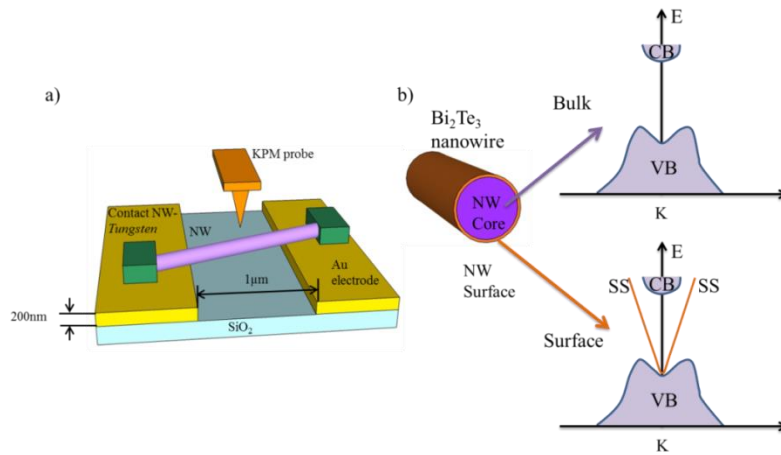 a)
KPM probe
Contact NW-
Tungsten
NW
Au
electrode
1μm
200nm
SiO₂
b)
Bi₂Te₃
nanowire
NW
Core
NW
Surface
Bulk
E
CB
VB
K
Surface
E
SS
CB
SS
VB
K